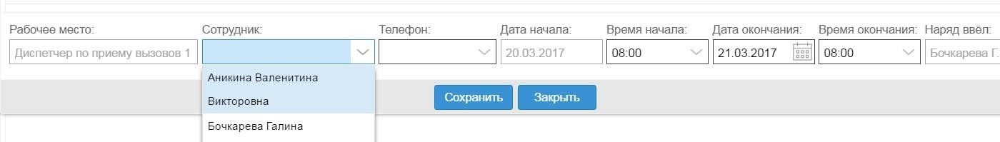 Рабочее место: Сотрудник: Телефон: Дата начала: Время начала: Дата окончания: Время окончания: Наряд ввёл:
Диспетчер по приему вызовов 1 20.03.2017 08:00 21.03.2017 08:00 Бочкарева Г.
Аникина Валенитина
Викторовна
Сохранить Закрыть
Бочкарева Галина